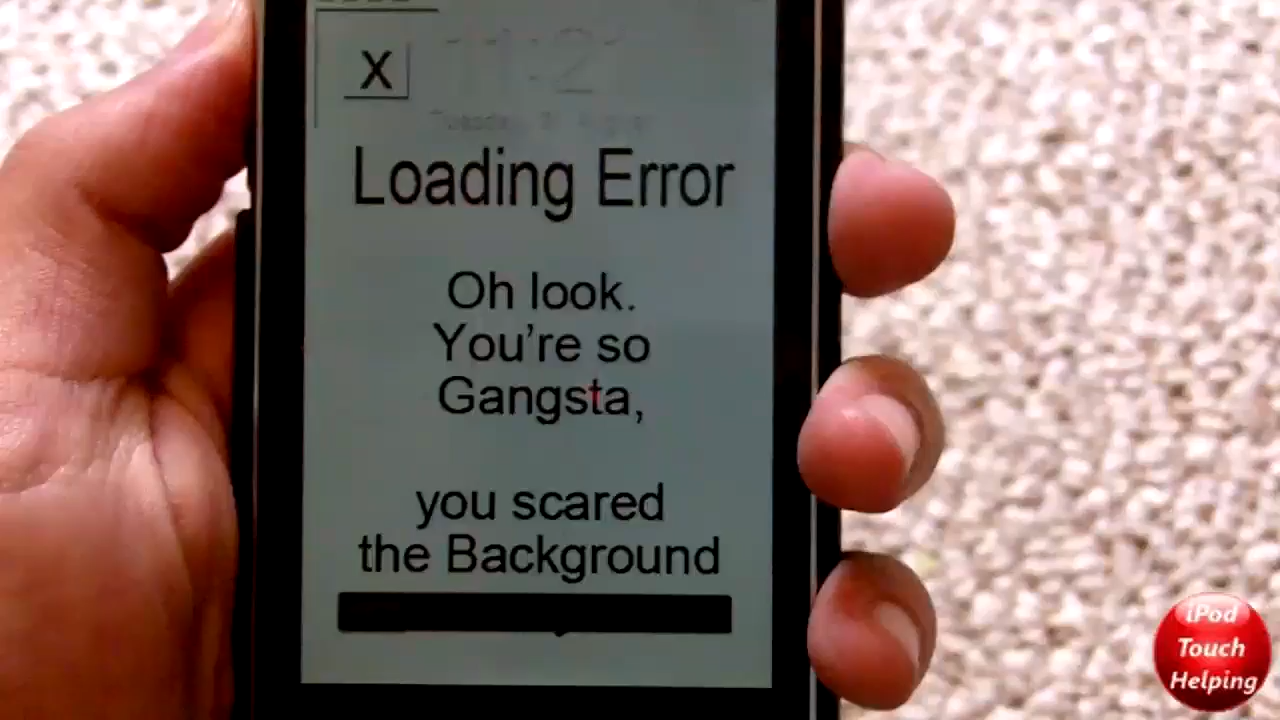 X
Loading Error
Oh look.
You're so
Gangsta,
you scared
the Background
iPod
Touch
Helping